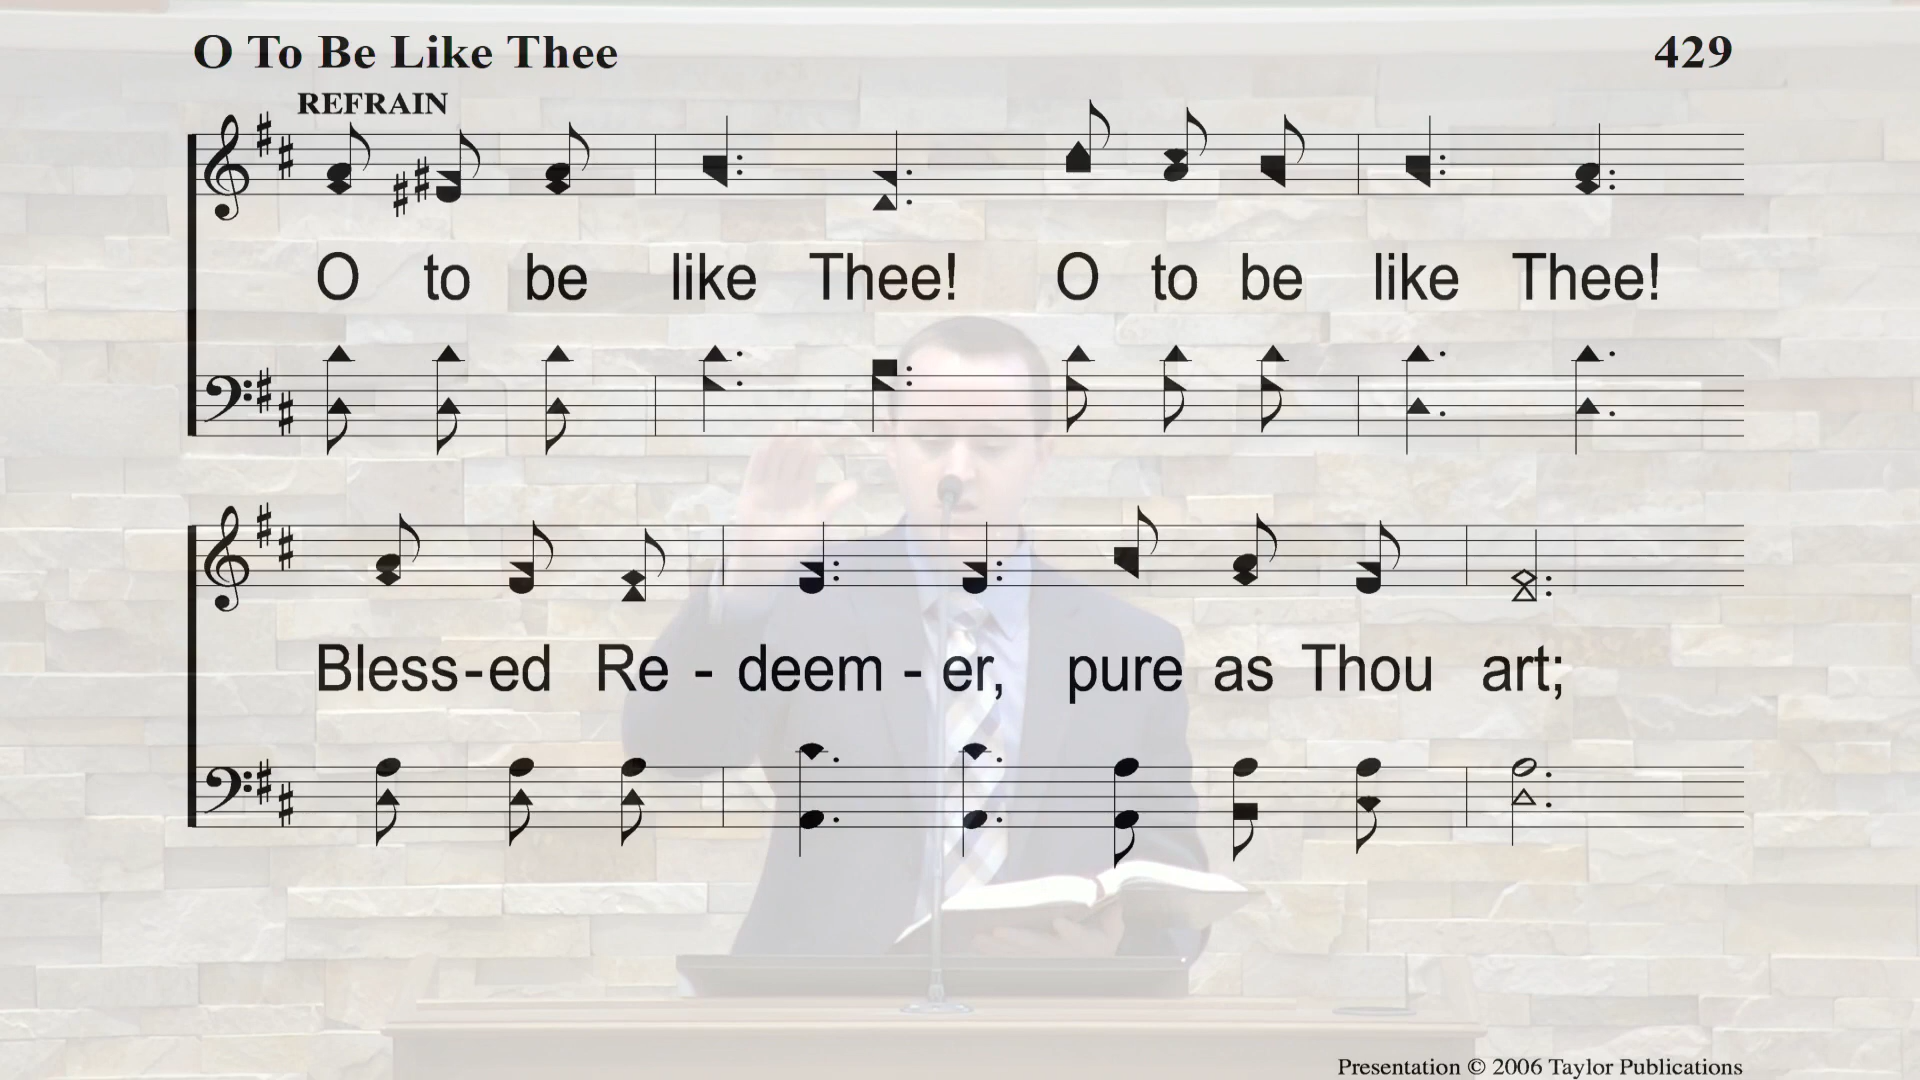 O To Be Like Thee 429
REFRAIN
O to be like Thee! O to be like Thee!
Bless-ed Re - deem - er, pure as Thou art;
Presentation © 2006 Taylor Publications